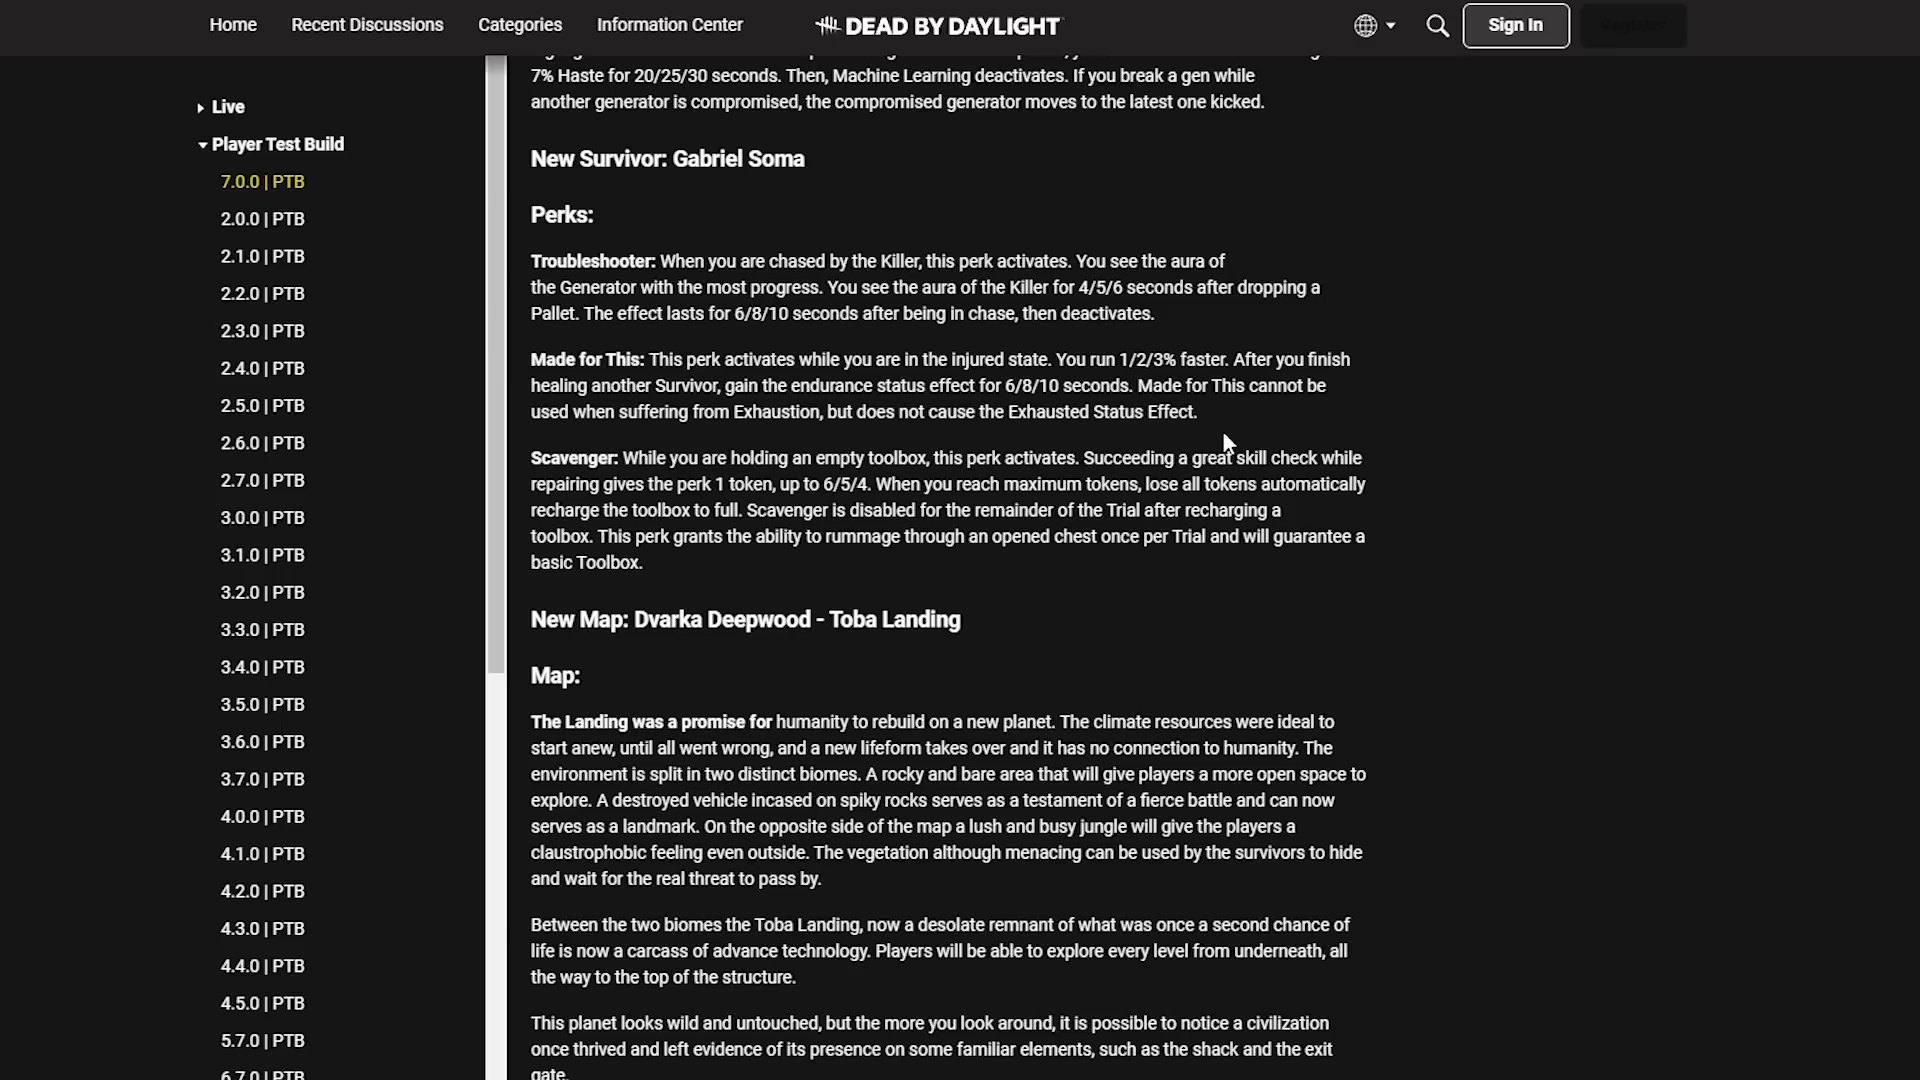 Home Recent Discussions Categories Information Center DEAD BY DAYLIGHT Sign In
Live
Player Test Build
7.0.0 | PTB
2.0.0 | PTB
2.1.0 | PTB
2.2.0 | PTB
2.3.0 | PTB
2.4.0 | PTB
2.5.0 | PTB
2.6.0 | PTB
2.7.0 | PTB
3.0.0 | PTB
3.1.0 | PTB
3.2.0 | PTB
3.3.0 | PTB
3.4.0 | PTB
3.5.0 | PTB
3.6.0 | PTB
3.7.0 | PTB
4.0.0 | PTB
4.1.0 | PTB
4.2.0 | PTB
4.3.0 | PTB
4.4.0 | PTB
4.5.0 | PTB
5.7.0 | PTB
6.7.0 | PTB
7% Haste for 20/25/30 seconds. Then, Machine Learning deactivates. If you break a gen while
another generator is compromised, the compromised generator moves to the latest one kicked.
New Survivor: Gabriel Soma
Perks:
Troubleshooter: When you are chased by the Killer, this perk activates. You see the aura of
the Generator with the most progress. You see the aura of the Killer for 4/5/6 seconds after dropping a
Pallet. The effect lasts for 6/8/10 seconds after being in chase, then deactivates.
Made for This: This perk activates while you are in the injured state. You run 1/2/3% faster. After you finish
healing another Survivor, gain the endurance status effect for 6/8/10 seconds. Made for This cannot be
used when suffering from Exhaustion, but does not cause the Exhausted Status Effect.
Scavenger: While you are holding an empty toolbox, this perk activates. Succeeding a great skill check while
repairing gives the perk 1 token, up to 6/5/4. When you reach maximum tokens, lose all tokens automatically
recharge the toolbox to full. Scavenger is disabled for the remainder of the Trial after recharging a
toolbox. This perk grants the ability to rummage through an opened chest once per Trial and will guarantee a
basic Toolbox.
New Map: Dvarka Deepwood - Toba Landing
Map:
The Landing was a promise for humanity to rebuild on a new planet. The climate resources were ideal to
start anew, until all went wrong, and a new lifeform takes over and it has no connection to humanity. The
environment is split in two distinct biomes. A rocky and bare area that will give players a more open space to
explore. A destroyed vehicle incased on spiky rocks serves as a testament of a fierce battle and can now
serves as a landmark. On the opposite side of the map a lush and busy jungle will give the players a
claustrophobic feeling even outside. The vegetation although menacing can be used by the survivors to hide
and wait for the real threat to pass by.
Between the two biomes the Toba Landing, now a desolate remnant of what was once a second chance of
life is now a carcass of advance technology. Players will be able to explore every level from underneath, all
the way to the top of the structure.
This planet looks wild and untouched, but the more you look around, it is possible to notice a civilization
once thrived and left evidence of its presence on some familiar elements, such as the shack and the exit
gate.